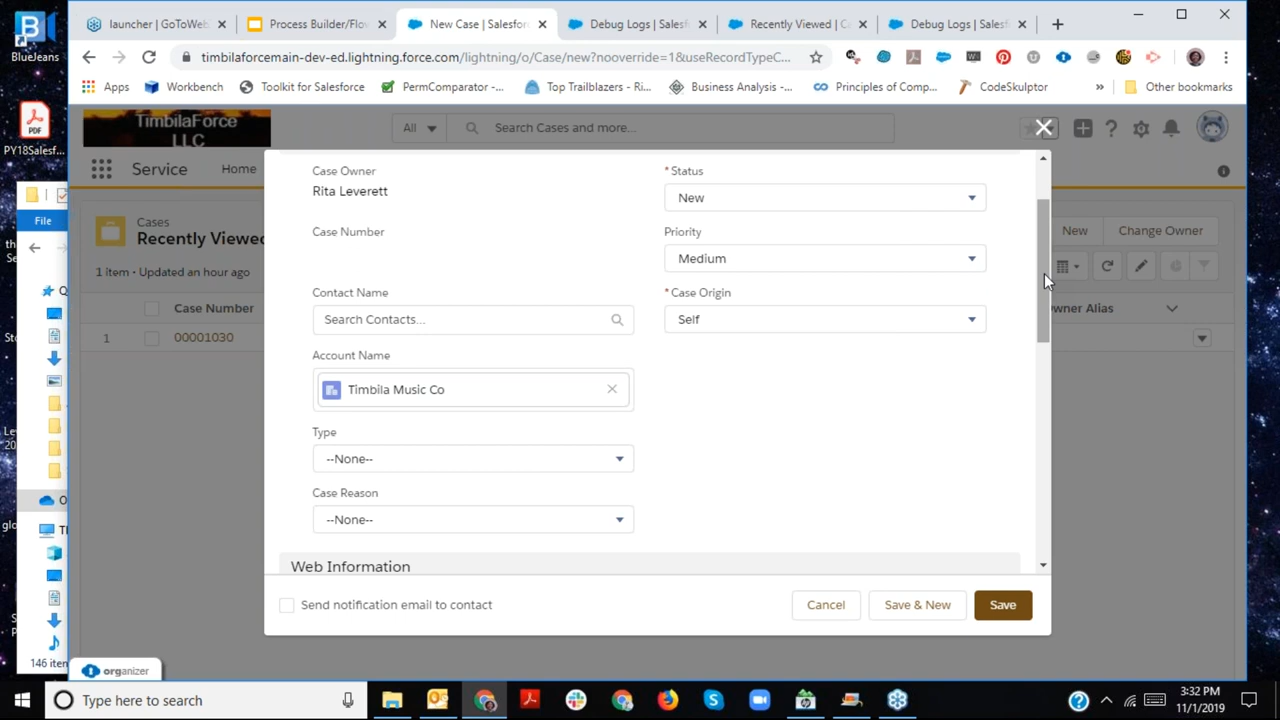 BlueJeans
launcher | GoToWeb
Process Builder/Flo
New Case | Salesfor
Debug Logs | Salesf
Recently Viewed | Ca
Debug Logs | Salesf
timbilaforcemain-dev-ed.lightning.force.com/lightning/o/Case/new?nooverride=1&useRecordTypeC...
Apps
Workbench
Toolkit for Salesforce
PermComparator -...
Top Trailblazers - Ri...
Business Analysis -...
Principles of Comp...
CodeSkulptor
»
Other bookmarks
PDF
PY18Salesf...
TimbilaForce
LLC
All
Search Cases and more...
Service
Home
File
Cases
Recently Viewed
New
Change Owner
1 item • Updated an hour ago
Case Number
Owner Alias
1
00001030
Case Owner
Rita Leverett
* Status
New
Case Number
Priority
Medium
Contact Name
Search Contacts...
* Case Origin
Self
Account Name
Timbila Music Co
Type
--None--
Case Reason
--None--
Web Information
Send notification email to contact
Cancel
Save & New
Save
146 iten
organizer
Type here to search
3:32 PM
11/1/2019